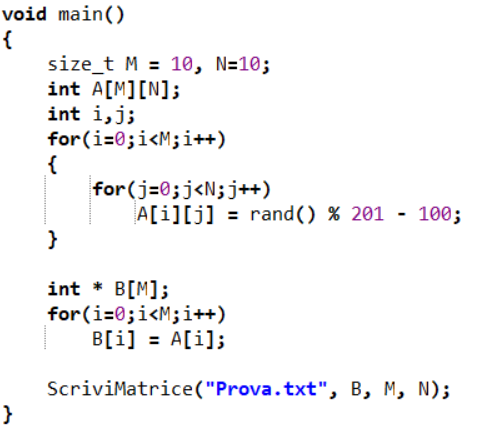 void main()
{
    size_t M = 10, N=10;
    int A[M][N];
    int i,j;
    for(i=0;i<M;i++)
    {
        for(j=0;j<N;j++)
            A[i][j] = rand() % 201 - 100;
    }

    int * B[M];
    for(i=0;i<M;i++)
        B[i] = A[i];

    ScriviMatrice("Prova.txt", B, M, N);
}